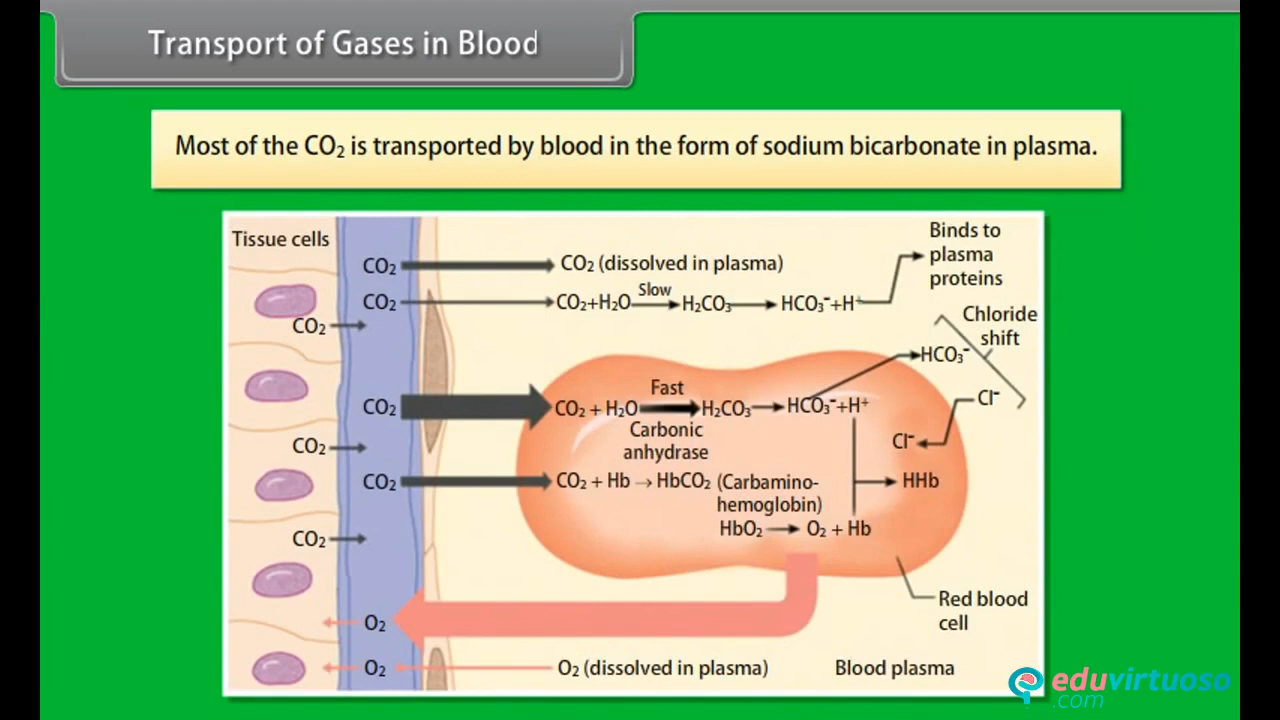 Transport of Gases in Blood
Most of the CO₂ is transported by blood in the form of sodium bicarbonate in plasma.
Tissue cells
Binds to
plasma
proteins
CO₂
CO₂ (dissolved in plasma)
CO₂
CO₂+H₂O
Slow
H₂CO₃
HCO₃⁻+H⁺
CO₂
Chloride
shift
HCO₃⁻
CO₂
CO₂ + H₂O
Fast
Carbonic
anhydrase
H₂CO₃
HCO₃⁻+H⁺
Cl⁻
Cl⁻
CO₂
CO₂
CO₂ + Hb → HbCO₂ (Carbamino-
hemoglobin)
HHb
HbO₂ → O₂ + Hb
CO₂
Red blood
cell
O₂
O₂
O₂ (dissolved in plasma)
Blood plasma
eduvirtuoso
.com